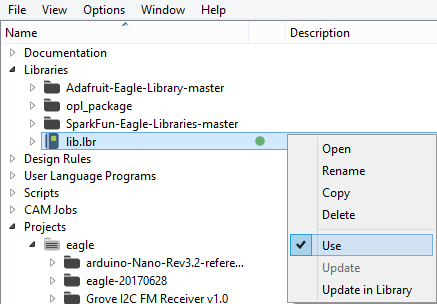 File View Options Window Help
Name Description
Documentation
Libraries
Adafruit-Eagle-Library-master
opl_package
SparkFun-Eagle-Libraries-master
lib.lbr
Design Rules
User Language Programs
Scripts
CAM Jobs
Projects
eagle
arduino-Nano-Rev3.2-refere...
eagle-20170628
Grove I2C FM Receiver v1.0
Open
Rename
Copy
Delete
Use
Update
Update in Library